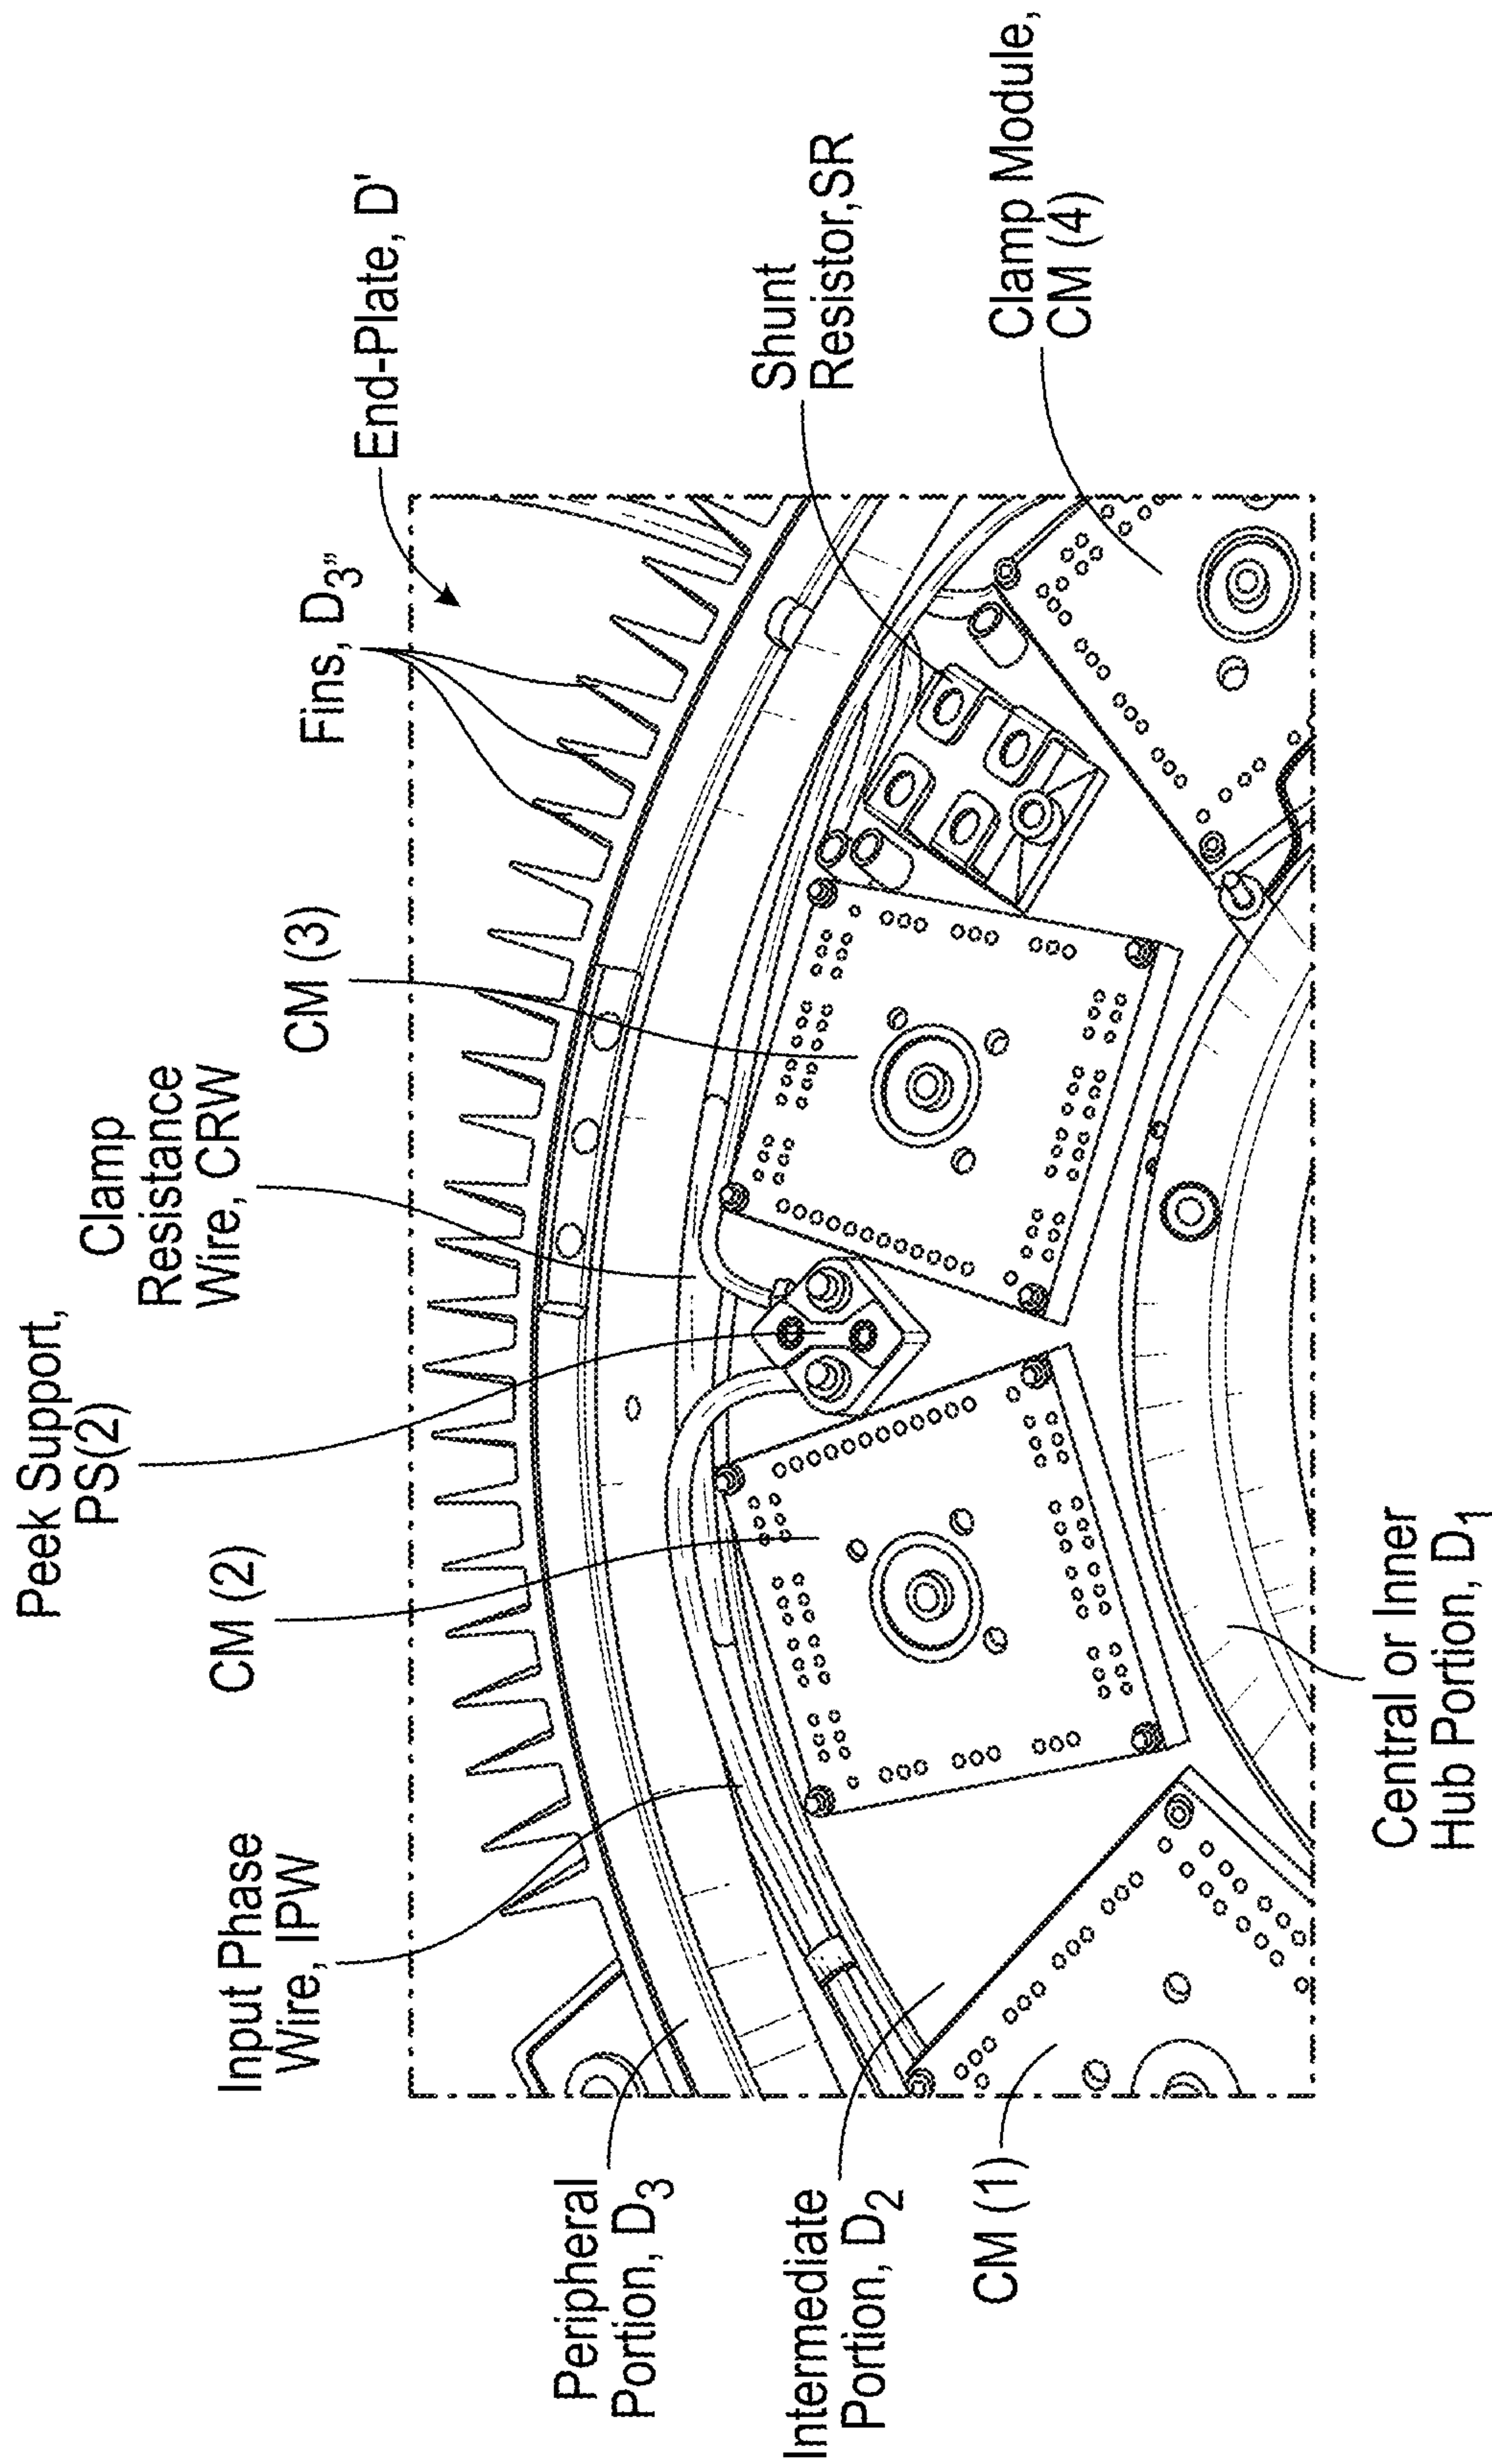 Peripheral
Portion, D3
Intermediate
Portion, D2
CM (1)
Input Phase
Wire, IPW
CM (2)
Peek Support,
PS(2)
Clamp
Resistance
Wire, CRW
CM (3)
Fins, D3"
End-Plate, D'
Shunt
Resistor,SR
Clamp Module,
CM (4)
Central or Inner
Hub Portion, D1